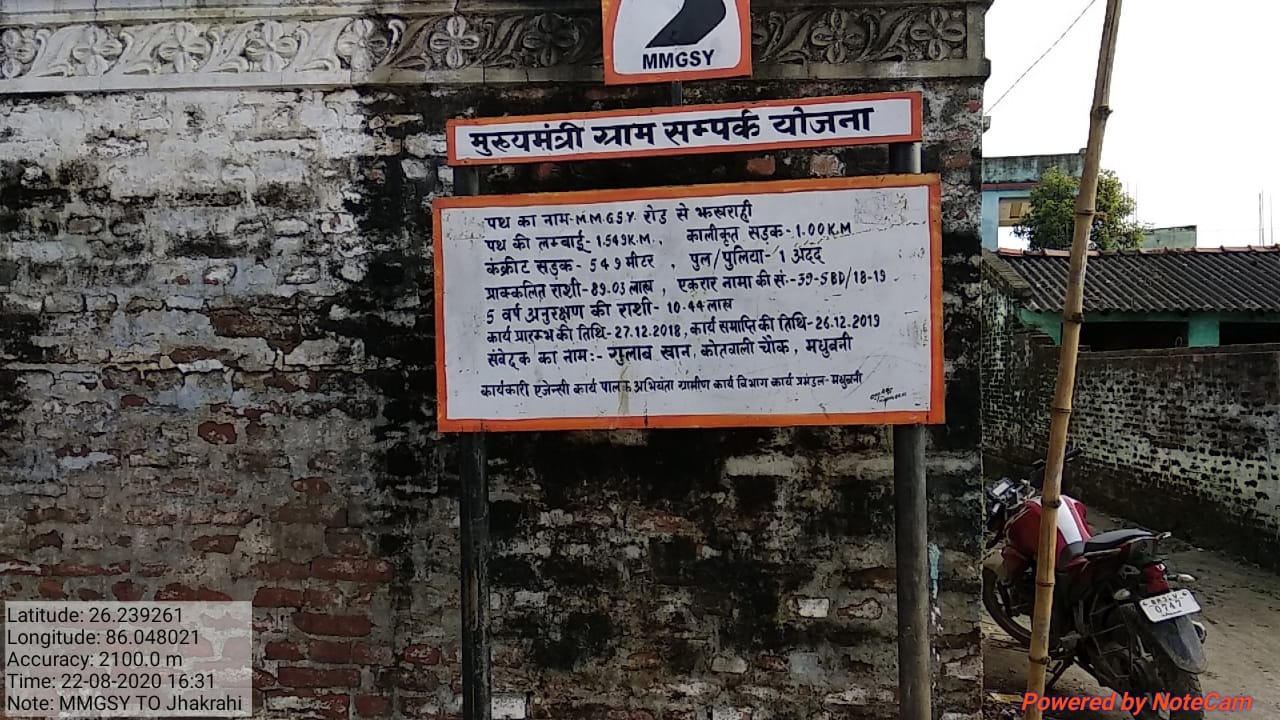 MMGSY
मुख्यमंत्री ग्राम सम्पर्क योजना
पथ का नाम-M.M.G.S.Y. रोड से झखराही
पथ की लम्बाई- 1.549K.M., कालीकृत सड़क- 1.00K.M
कंक्रीट सड़क- 549 मीटर , पुल/पुलिया- 1 अदद्
प्राक्कलित राशी- 89.03 लाख , एकरार नामा की सं.-39-SBD/18-19
5 वर्ष अनुरक्षण की राशी- 10.44 लाख
कार्य प्रारम्भ की तिथि- 27.12.2018, कार्य समाप्ति की तिथि-26.12.2019
संवेदक का नाम:- गुलाब खान, कोतवाली चौक, मधुबनी
कार्यकारी एजेन्सी कार्य पालक अभियंता ग्रामीण कार्य विभाग कार्य प्रमंडल- मधुबनी
0747
Latitude: 26.239261
Longitude: 86.048021
Accuracy: 2100.0 m
Time: 22-08-2020 16:31
Note: MMGSY TO Jhakrahi
Powered by NoteCam